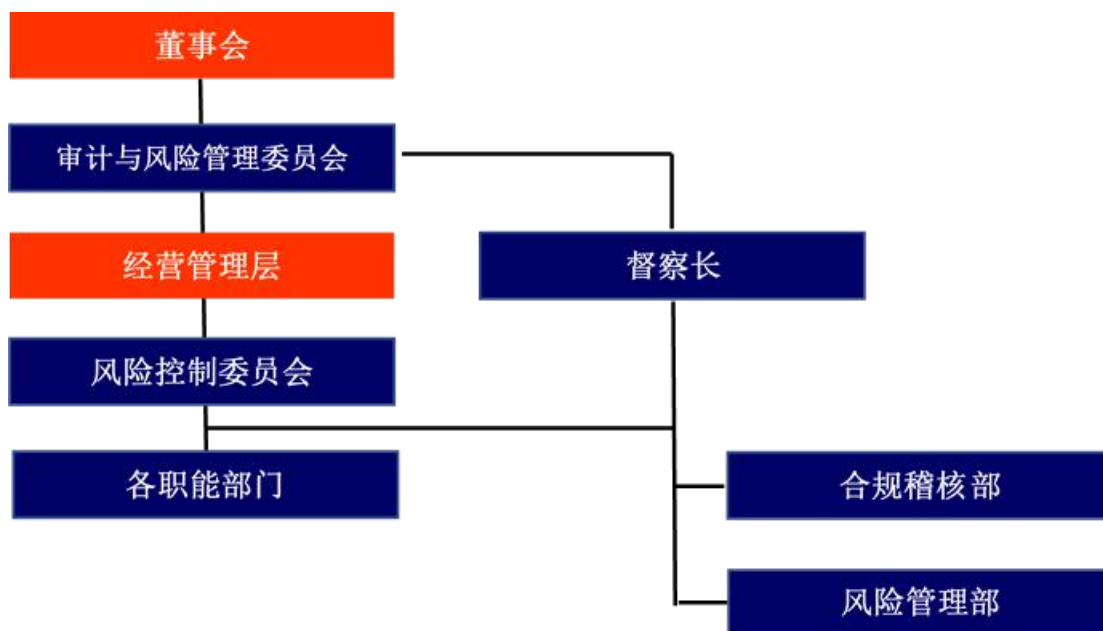 董事会
审计与风险管理委员会
经营管理层
督察长
风险控制委员会
各职能部门
合规稽核部
风险管理部